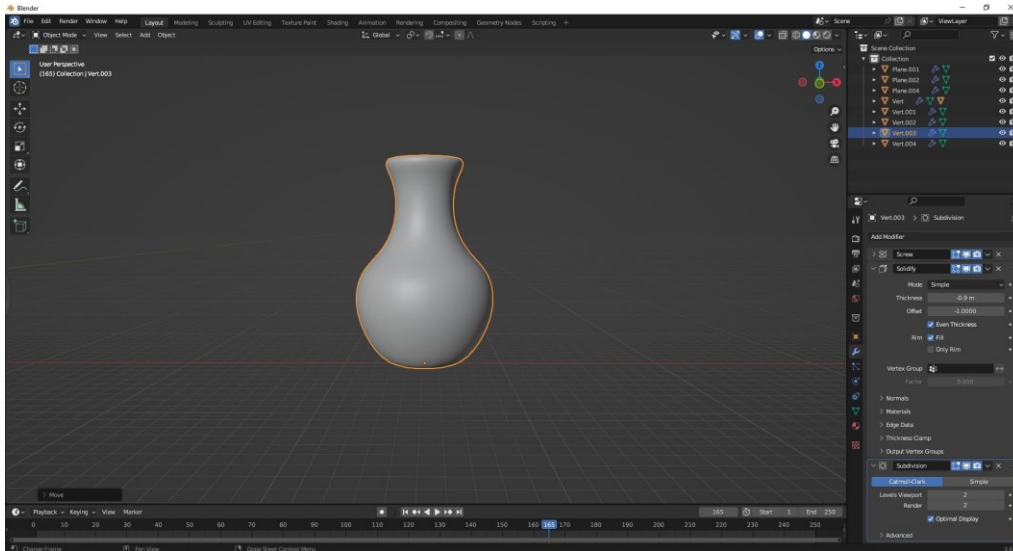 Blender
File Edit Render Window Help Layout Modeling Sculpting UV Editing Texture Paint Shading Animation Rendering Compositing Geometry Nodes Scripting + Scene ViewLayer
Object Mode View Select Add Object Global
Options
User Perspective
(165) Collection | Vert.003
Scene Collection
Collection
Plane.001
Plane.002
Plane.004
Vert
Vert.001
Vert.002
Vert.003
Vert.004
Vert.003 > Subdivision
Add Modifier
Screw
Solidify
Mode Simple
Thickness -0.9 m
Offset -1.0000
Even Thickness
Rim Fill
Only Rim
Vertex Group
Factor 0.000
> Normals
> Materials
> Edge Data
> Thickness Clamp
> Output Vertex Groups
Subdivision
Catmull-Clark Simple
Levels Viewport 2
Render 2
Optimal Display
> Advanced
> Move
Playback Keying View Marker 165 Start 1 End 250
0 10 20 30 40 50 60 70 80 90 100 110 120 130 140 150 160 165 170 180 190 200 210 220 230 240 250
Change Frame Pan View Dope Sheet Context Menu